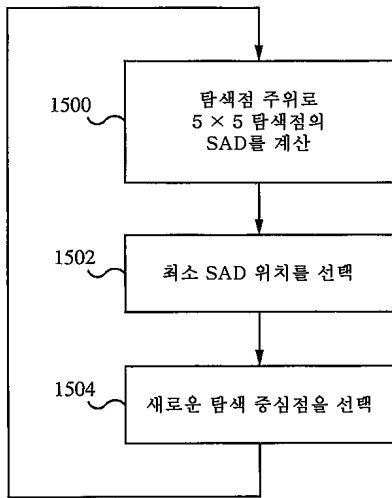 1500
탐색점 주위로
5 × 5 탐색점의
SAD를 계산
1502
최소 SAD 위치를 선택
1504
새로운 탐색 중심점을 선택